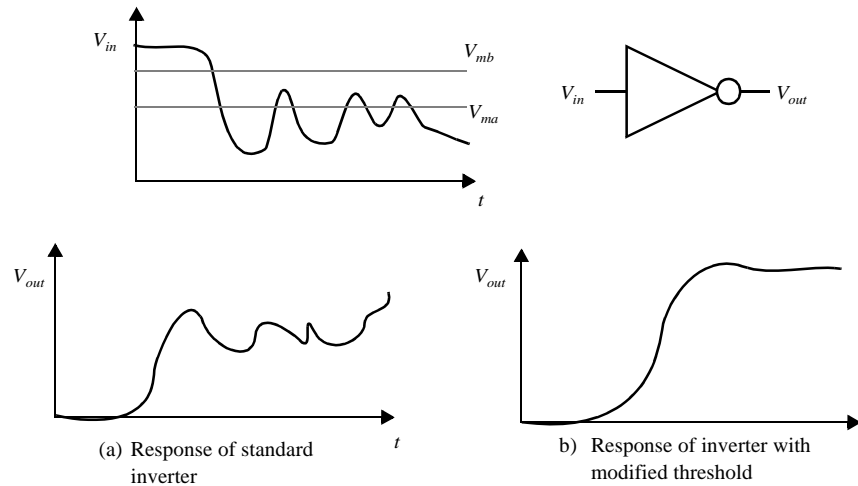 V_in
V_mb
V_ma
t
V_in
V_out
V_out
t
(a) Response of standard
inverter
V_out
b) Response of inverter with
modified threshold